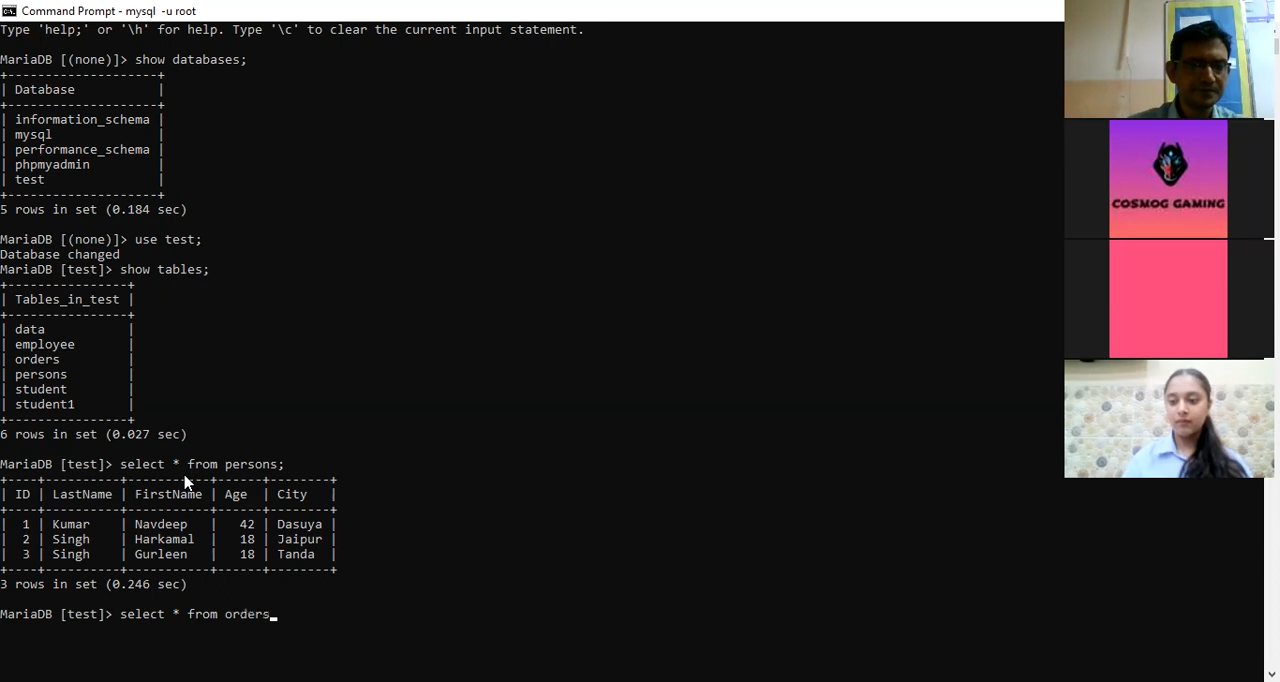 Command Prompt - mysql -u root
Type 'help;' or '\h' for help. Type '\c' to clear the current input statement.
MariaDB [(none)]> show databases;
+--------------------+
| Database           |
+--------------------+
| information_schema |
| mysql              |
| performance_schema |
| phpmyadmin         |
| test               |
+--------------------+
5 rows in set (0.184 sec)
MariaDB [(none)]> use test;
Database changed
MariaDB [test]> show tables;
+----------------+
| Tables_in_test |
+----------------+
| data           |
| employee       |
| orders         |
| persons        |
| student        |
| student1       |
+----------------+
6 rows in set (0.027 sec)
MariaDB [test]> select * from persons;
+----+----------+-----------+------+--------+
| ID | LastName | FirstName | Age  | City   |
+----+----------+-----------+------+--------+
|  1 | Kumar    | Navdeep   |   42 | Dasuya |
|  2 | Singh    | Harkamal  |   18 | Jaipur |
|  3 | Singh    | Gurleen   |   18 | Tanda  |
+----+----------+-----------+------+--------+
3 rows in set (0.246 sec)
MariaDB [test]> select * from orders
COSMOG GAMING